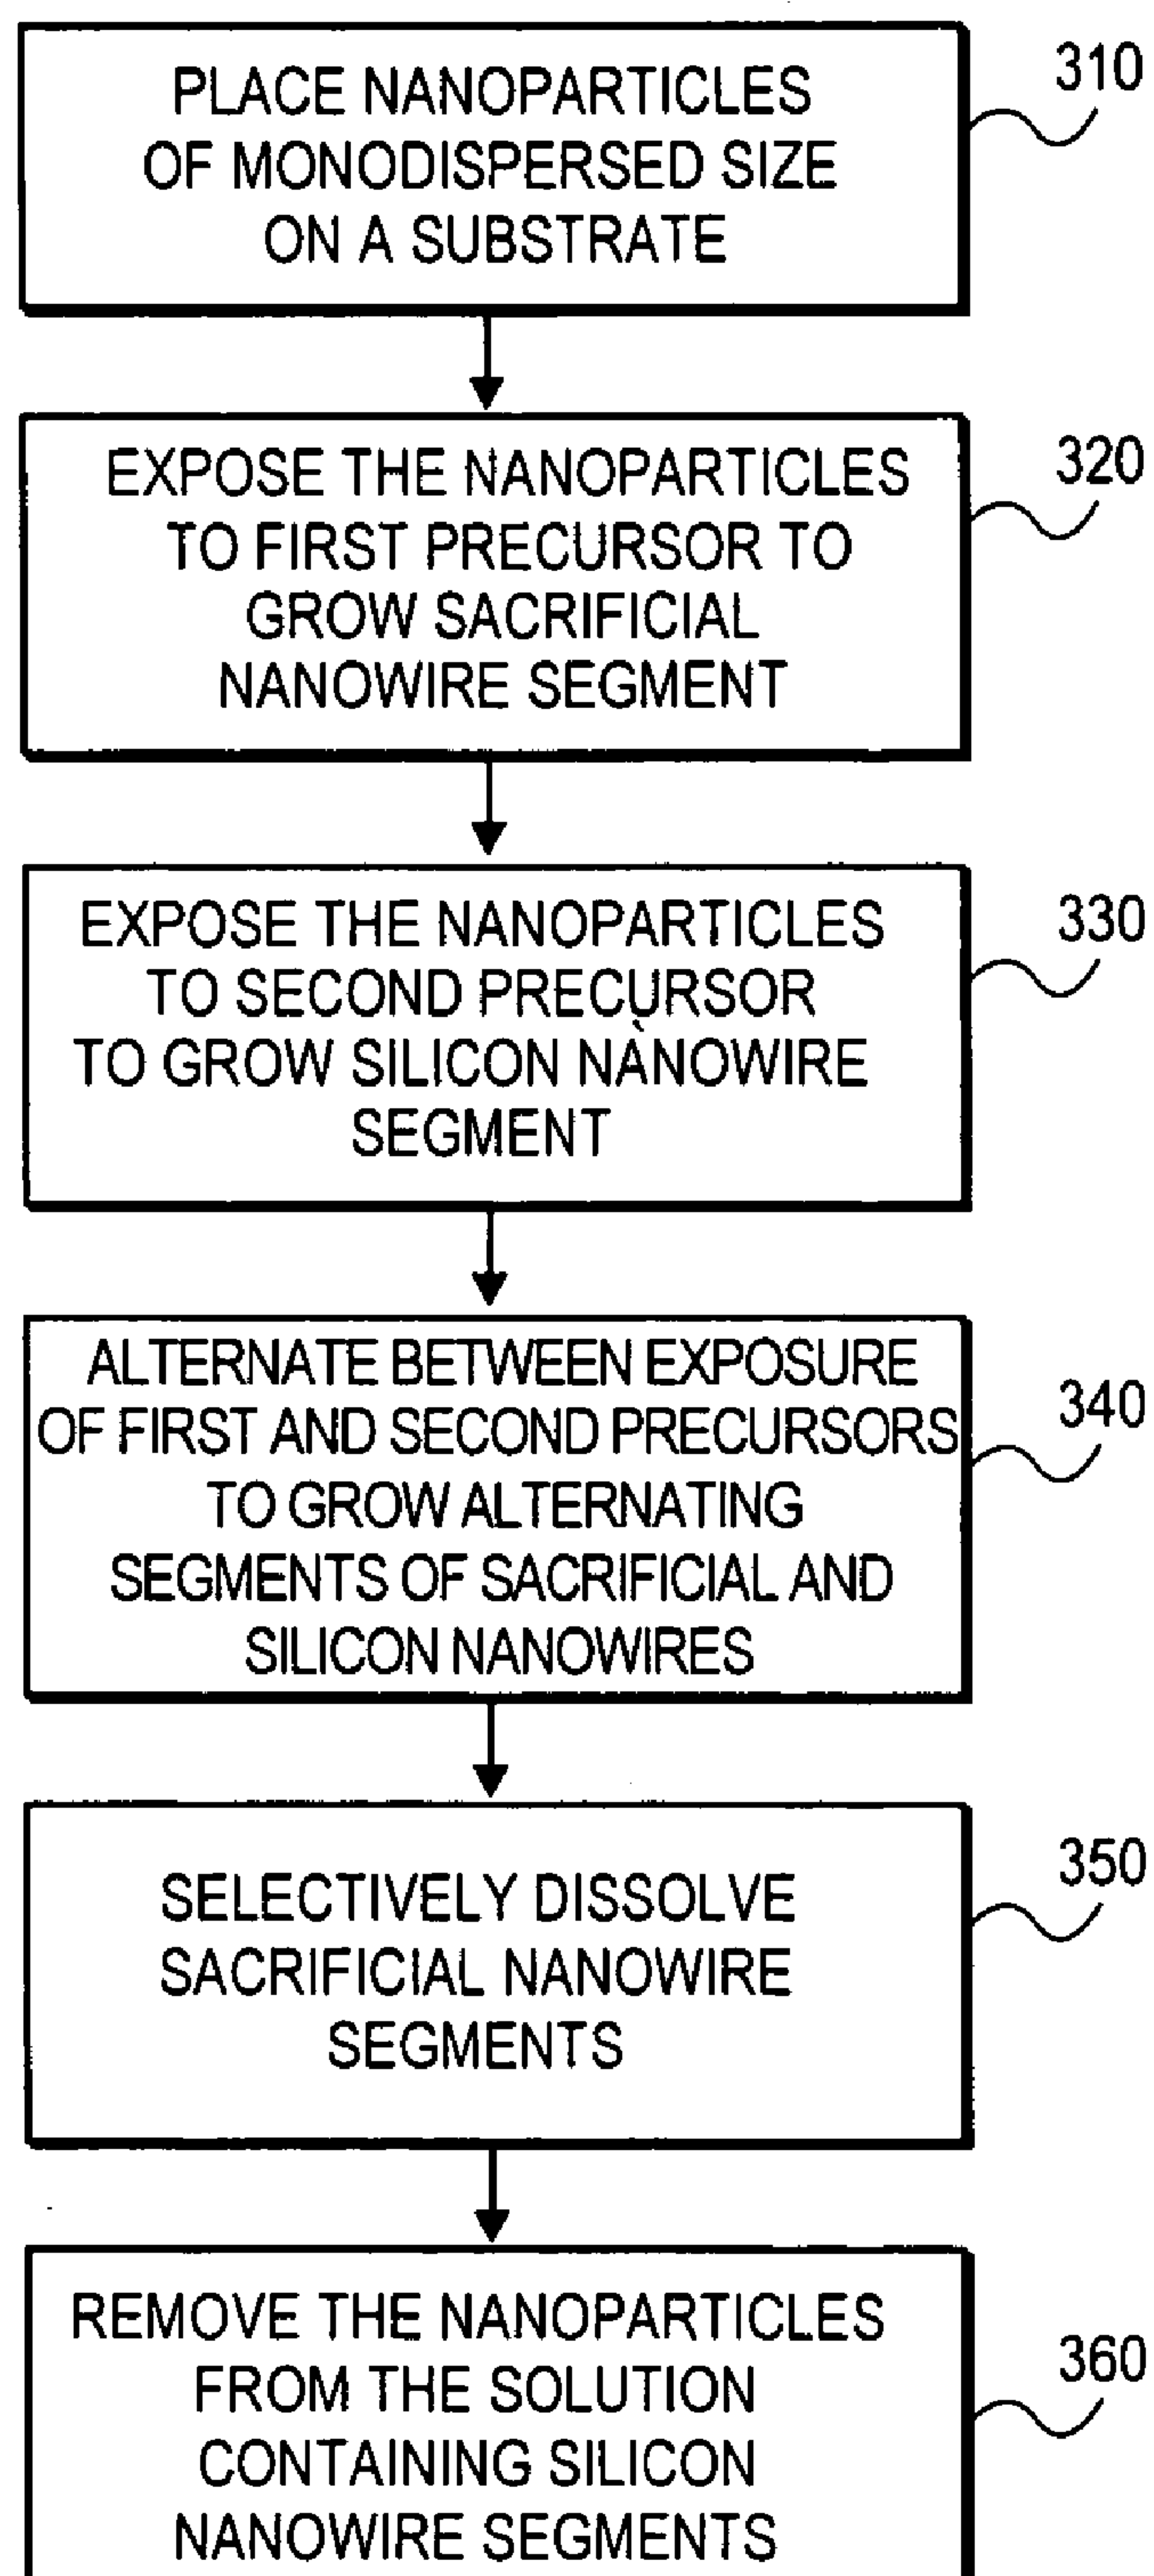 PLACE NANOPARTICLES
OF MONODISPERSED SIZE
ON A SUBSTRATE
310
EXPOSE THE NANOPARTICLES
TO FIRST PRECURSOR TO
GROW SACRIFICIAL
NANOWIRE SEGMENT
320
EXPOSE THE NANOPARTICLES
TO SECOND PRECURSOR
TO GROW SILICON NANOWIRE
SEGMENT
330
ALTERNATE BETWEEN EXPOSURE
OF FIRST AND SECOND PRECURSORS
TO GROW ALTERNATING
SEGMENTS OF SACRIFICIAL AND
SILICON NANOWIRES
340
SELECTIVELY DISSOLVE
SACRIFICIAL NANOWIRE
SEGMENTS
350
REMOVE THE NANOPARTICLES
FROM THE SOLUTION
CONTAINING SILICON
NANOWIRE SEGMENTS
360